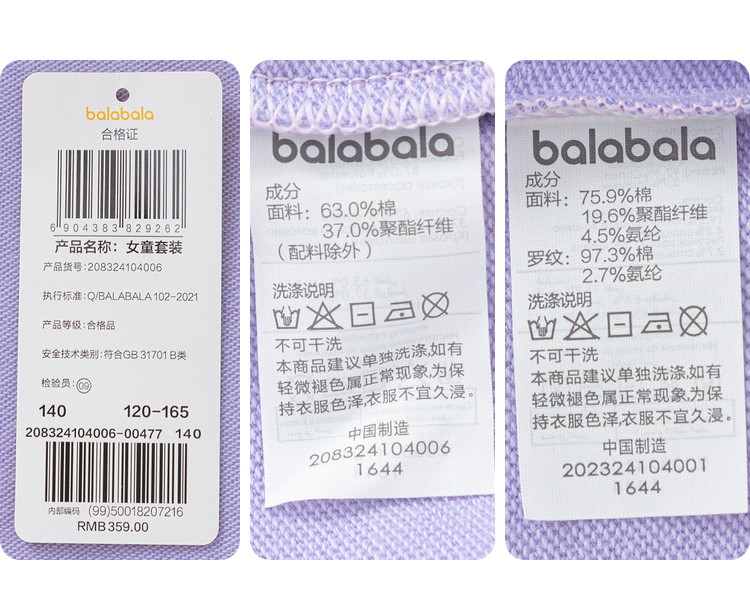 balabala
合格证
6 904383 829262
产品名称：女童套装
产品货号：208324104006
执行标准：Q/BALABALA 102-2021
产品等级：合格品
安全技术类别：符合GB 31701 B类
检验员：09
140 120-165
208324104006-00477 140
内部编码 (99)50018207216
RMB 359.00
balabala
成分
面料：63.0%棉
37.0%聚酯纤维
（配料除外）
洗涤说明
不可干洗
本商品建议单独洗涤,如有
轻微褪色属正常现象,为保
持衣服色泽,衣服不宜久浸。
中国制造
208324104006
1644
balabala
成分
面料：75.9%棉
19.6%聚酯纤维
4.5%氨纶
罗纹：97.3%棉
2.7%氨纶
洗涤说明
不可干洗
本商品建议单独洗涤,如有
轻微褪色属正常现象,为保
持衣服色泽,衣服不宜久浸。
中国制造
202324104001
1644